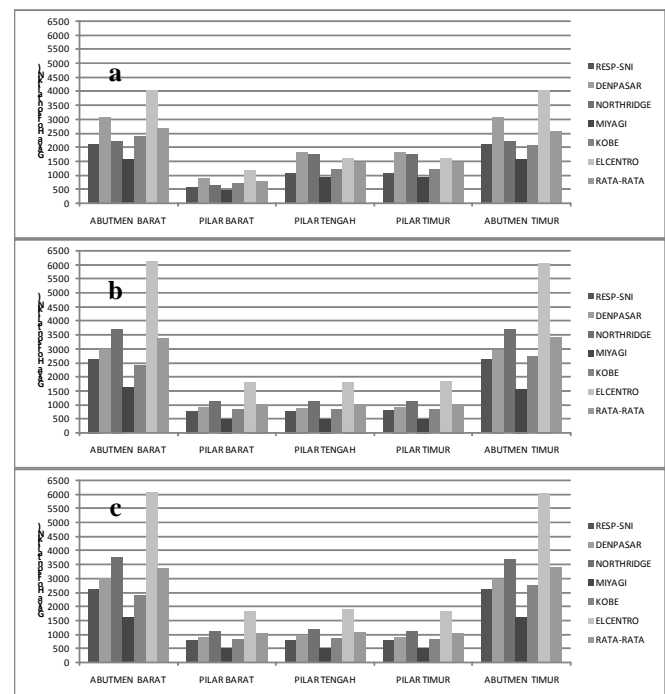 6500
6000
5500
5000
4500
4000
3500
3000
2500
2000
1500
1000
500
0
a
RESP-SNI
DENPASAR
NORTHRIDGE
MIYAGI
KOBE
ELCENTRO
RATA-RATA
ABUTMEN BARAT PILAR BARAT PILAR TENGAH PILAR TIMUR ABUTMEN TIMUR
6500
6000
5500
5000
4500
4000
3500
3000
2500
2000
1500
1000
500
0
b
RESP-SNI
DENPASAR
NORTHRIDGE
MIYAGI
KOBE
ELCENTRO
RATA-RATA
ABUTMEN BARAT PILAR BARAT PILAR TENGAH PILAR TIMUR ABUTMEN TIMUR
6500
6000
5500
5000
4500
4000
3500
3000
2500
2000
1500
1000
500
0
c
RESP-SNI
DENPASAR
NORTHRIDGE
MIYAGI
KOBE
ELCENTRO
RATA-RATA
ABUTMEN BARAT PILAR BARAT PILAR TENGAH PILAR TIMUR ABUTMEN TIMUR